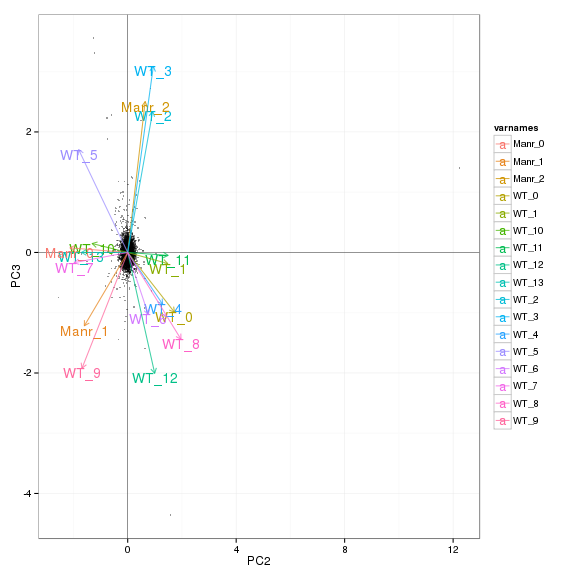 WT_3
Manr_2
WT_2
WT_5
WT_10
Manr_0
WT_13
WT_11
WT_7
WT_1
WT_4
WT_6
WT_0
Manr_1
WT_8
WT_9
WT_12
2
0
-2
-4
PC3
0
4
8
12
PC2
varnames
a Manr_0
a Manr_1
a Manr_2
a WT_0
a WT_1
a WT_10
a WT_11
a WT_12
a WT_13
a WT_2
a WT_3
a WT_4
a WT_5
a WT_6
a WT_7
a WT_8
a WT_9